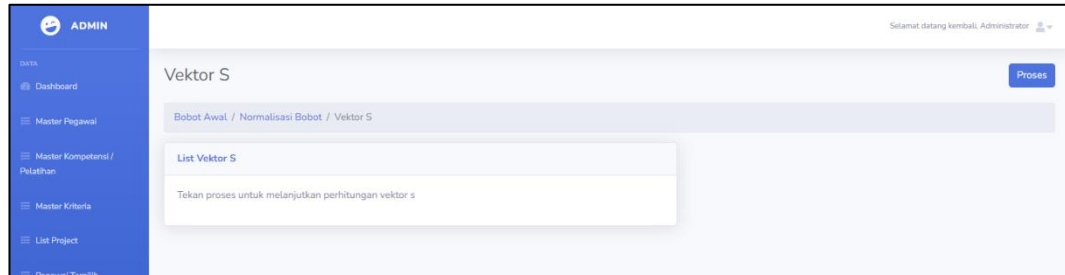 ADMIN
Selamat datang kembali, Administrator
DATA
Dashboard
Master Pegawai
Master Kompetensi /
Pelatihan
Master Kriteria
List Project
Vektor S
Proses
Bobot Awal / Normalisasi Bobot / Vektor S
List Vektor S
Tekan proses untuk melanjutkan perhitungan vektor s